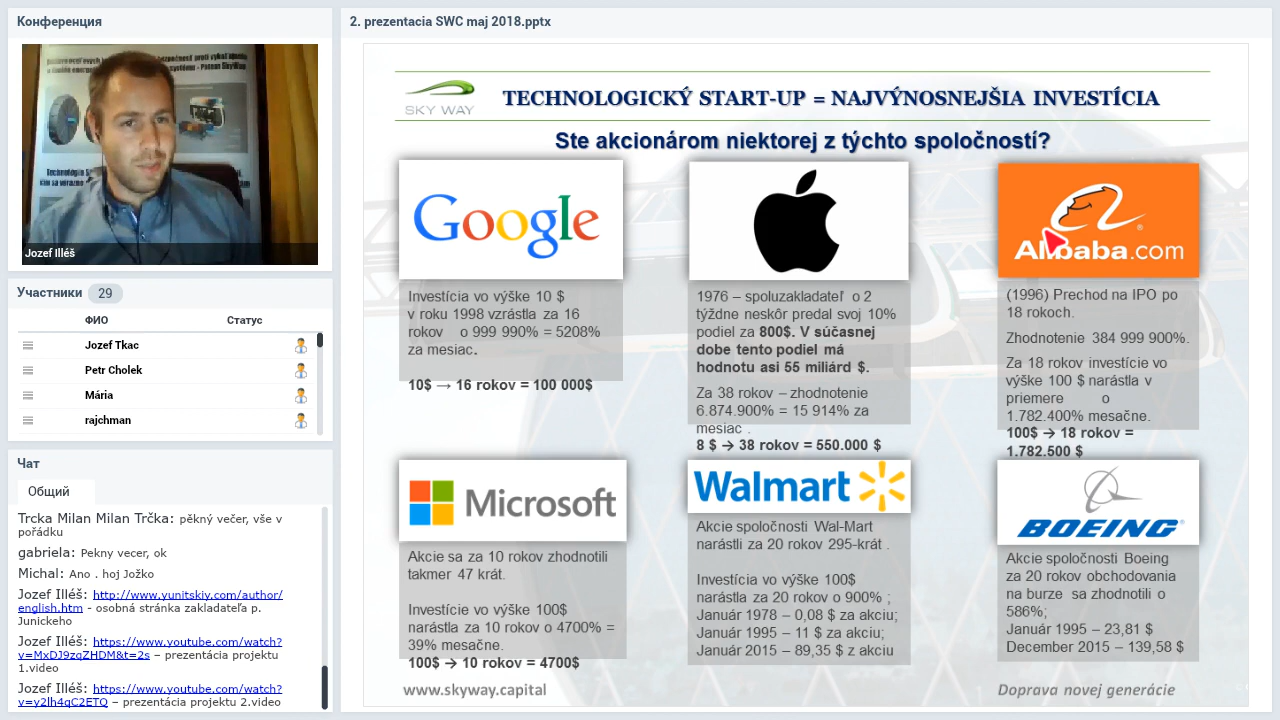 Конференция
Jozef Illéš
Участники 29
ФИО Статус
Jozef Tkac
Petr Cholek
Mária
rajchman
Чат
Общий
Trcka Milan Milan Trčka: pěkný večer, vše v
pořádku
gabriela: Pekny vecer, ok
Michal: Ano . hoj Jožko
Jozef Illéš: http://www.yunitskiy.com/author/
english.htm - osobná stránka zakladateľa p.
Junickeho
Jozef Illéš: https://www.youtube.com/watch?
v=MxDJ9zqZHDM&t=2s – prezentácia projektu
1.video
Jozef Illéš: https://www.youtube.com/watch?
v=y2lh4qC2ETQ – prezentácia projektu 2.video
2. prezentacia SWC maj 2018.pptx
SKY WAY
TECHNOLOGICKÝ START-UP = NAJVÝNOSNEJŠIA INVESTÍCIA
Ste akcionárom niektorej z týchto spoločností?
Google
Investícia vo výške 10 $
v roku 1998 vzrástla za 16
rokov o 999 990% = 5208%
za mesiac.
10$ → 16 rokov = 100 000$
1976 – spoluzakladateľ o 2
týždne neskôr predal svoj 10%
podiel za 800$. V súčasnej
dobe tento podiel má
hodnotu asi 55 miliárd $.
Za 38 rokov – zhodnotenie
6.874.900% = 15 914% za
mesiac .
8 $ → 38 rokov = 550.000 $
Alibaba.com
(1996) Prechod na IPO po
18 rokoch.
Zhodnotenie 384 999 900%.
Za 18 rokov investície vo
výške 100 $ narástla v
priemere o
1.782.400% mesačne.
100$ → 18 rokov =
1.782.500 $
Microsoft
Akcie sa za 10 rokov zhodnotili
takmer 47 krát.
Investície vo výške 100$
narástla za 10 rokov o 4700% =
39% mesačne.
100$ → 10 rokov = 4700$
Walmart
Akcie spoločnosti Wal-Mart
narástli za 20 rokov 295-krát .
Investícia vo výške 100$
narástla za 20 rokov o 900% ;
Január 1978 – 0,08 $ za akciu;
Január 1995 – 11 $ za akciu;
Január 2015 – 89,35 $ z akciu
BOEING
Akcie spoločnosti Boeing
za 20 rokov obchodovania
na burze sa zhodnotili o
586%;
Január 1995 – 23,81 $
December 2015 – 139,58 $
www.skyway.capital
Doprava novej generácie